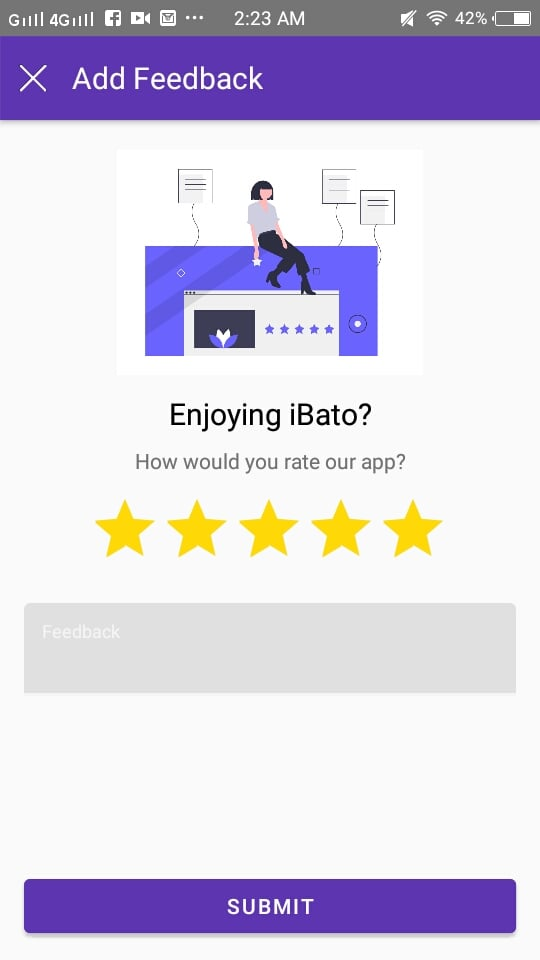 G 4G 2:23 AM 42%
Add Feedback
Enjoying iBato?
How would you rate our app?
Feedback
SUBMIT